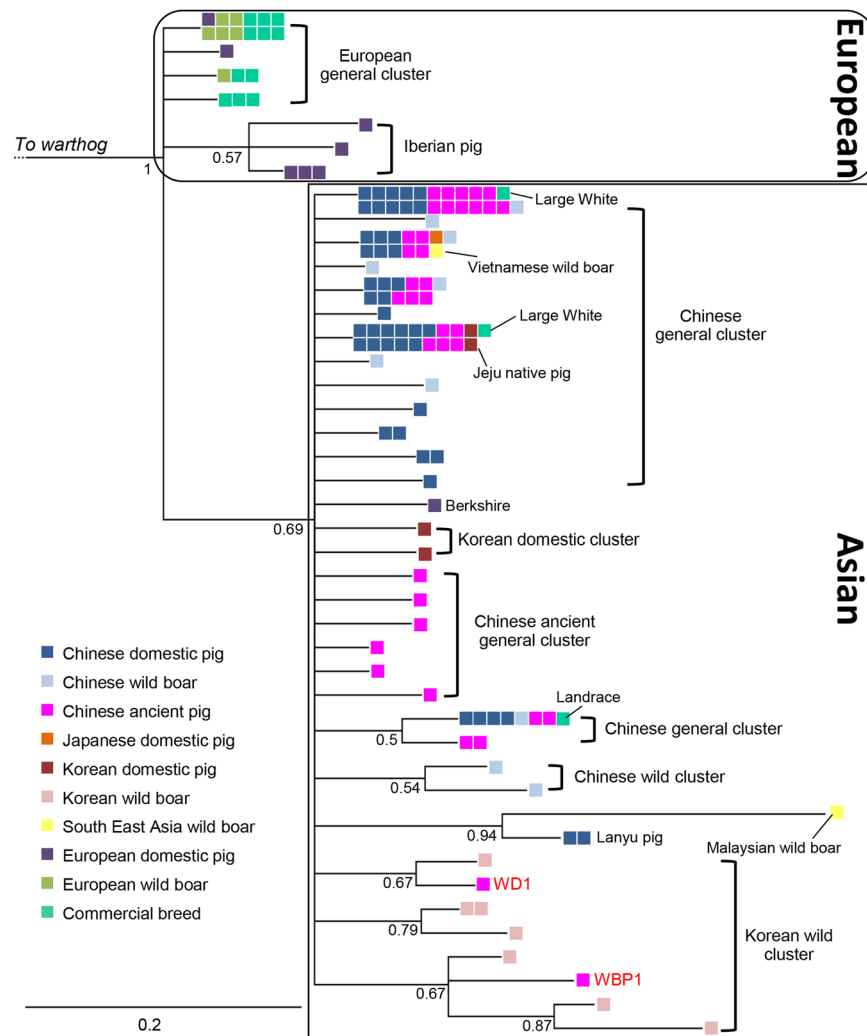 European
European
general cluster
To warthog
1
0.57
Iberian pig
Large White
Vietnamese wild boar
Large White
Chinese
general cluster
Jeju native pig
Berkshire
0.69
Korean domestic cluster
Asian
Chinese ancient
general cluster
Chinese domestic pig
Chinese wild boar
Chinese ancient pig
Japanese domestic pig
Korean domestic pig
Korean wild boar
South East Asia wild boar
European domestic pig
European wild boar
Commercial breed
Landrace
0.5
Chinese general cluster
0.54
Chinese wild cluster
0.94
Lanyu pig
Malaysian wild boar
0.67
WD1
0.79
Korean wild
cluster
WBP1
0.67
0.87
0.2